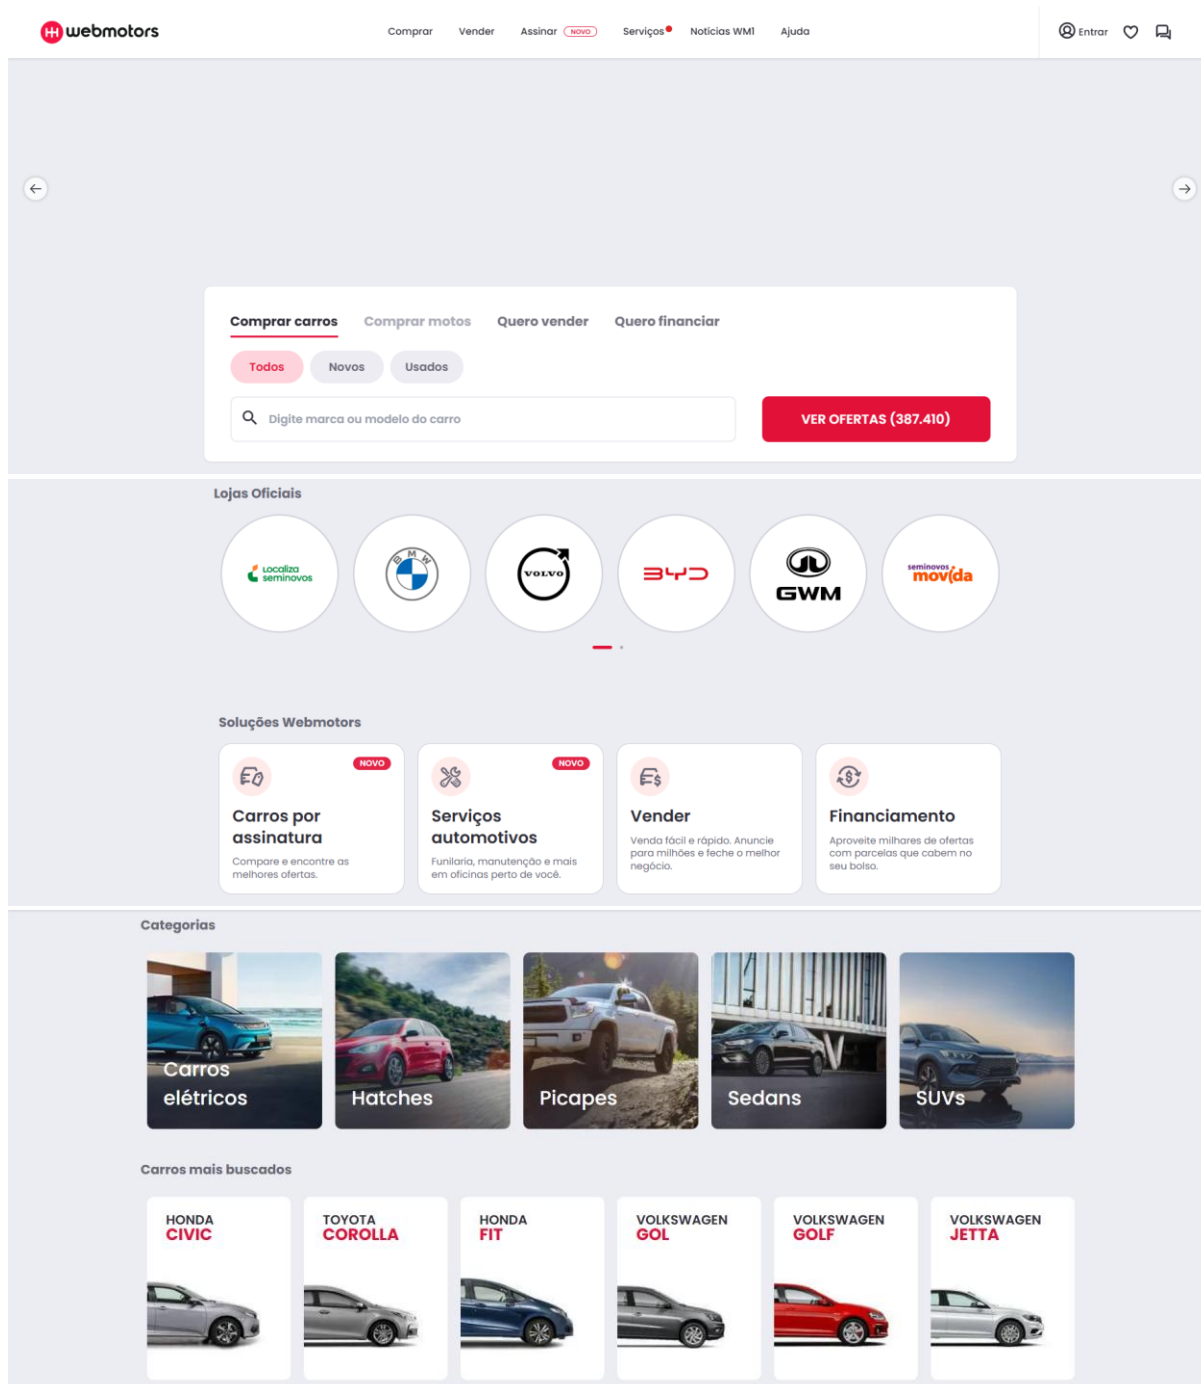 webmotors
Comprar Vender Assinar NOVO Serviços Notícias WM1 Ajuda Entrar
Comprar carros Comprar motos Quero vender Quero financiar
Todos Novos Usados
Digite marca ou modelo do carro VER OFERTAS (387.410)
Lojas Oficiais
Localiza
seminovos
BMW
VOLVO
BYD
GWM
seminovos
movida
Soluções Webmotors
NOVO
Carros por
assinatura
Compare e encontre as
melhores ofertas.
NOVO
Serviços
automotivos
Funilaria, manutenção e mais
em oficinas perto de você.
Vender
Venda fácil e rápido. Anuncie
para milhões e feche o melhor
negócio.
Financiamento
Aproveite milhares de ofertas
com parcelas que cabem no
seu bolso.
Categorias
Carros
elétricos
Hatches
Picapes
Sedans
SUVs
Carros mais buscados
HONDA
CIVIC
TOYOTA
COROLLA
HONDA
FIT
VOLKSWAGEN
GOL
VOLKSWAGEN
GOLF
VOLKSWAGEN
JETTA